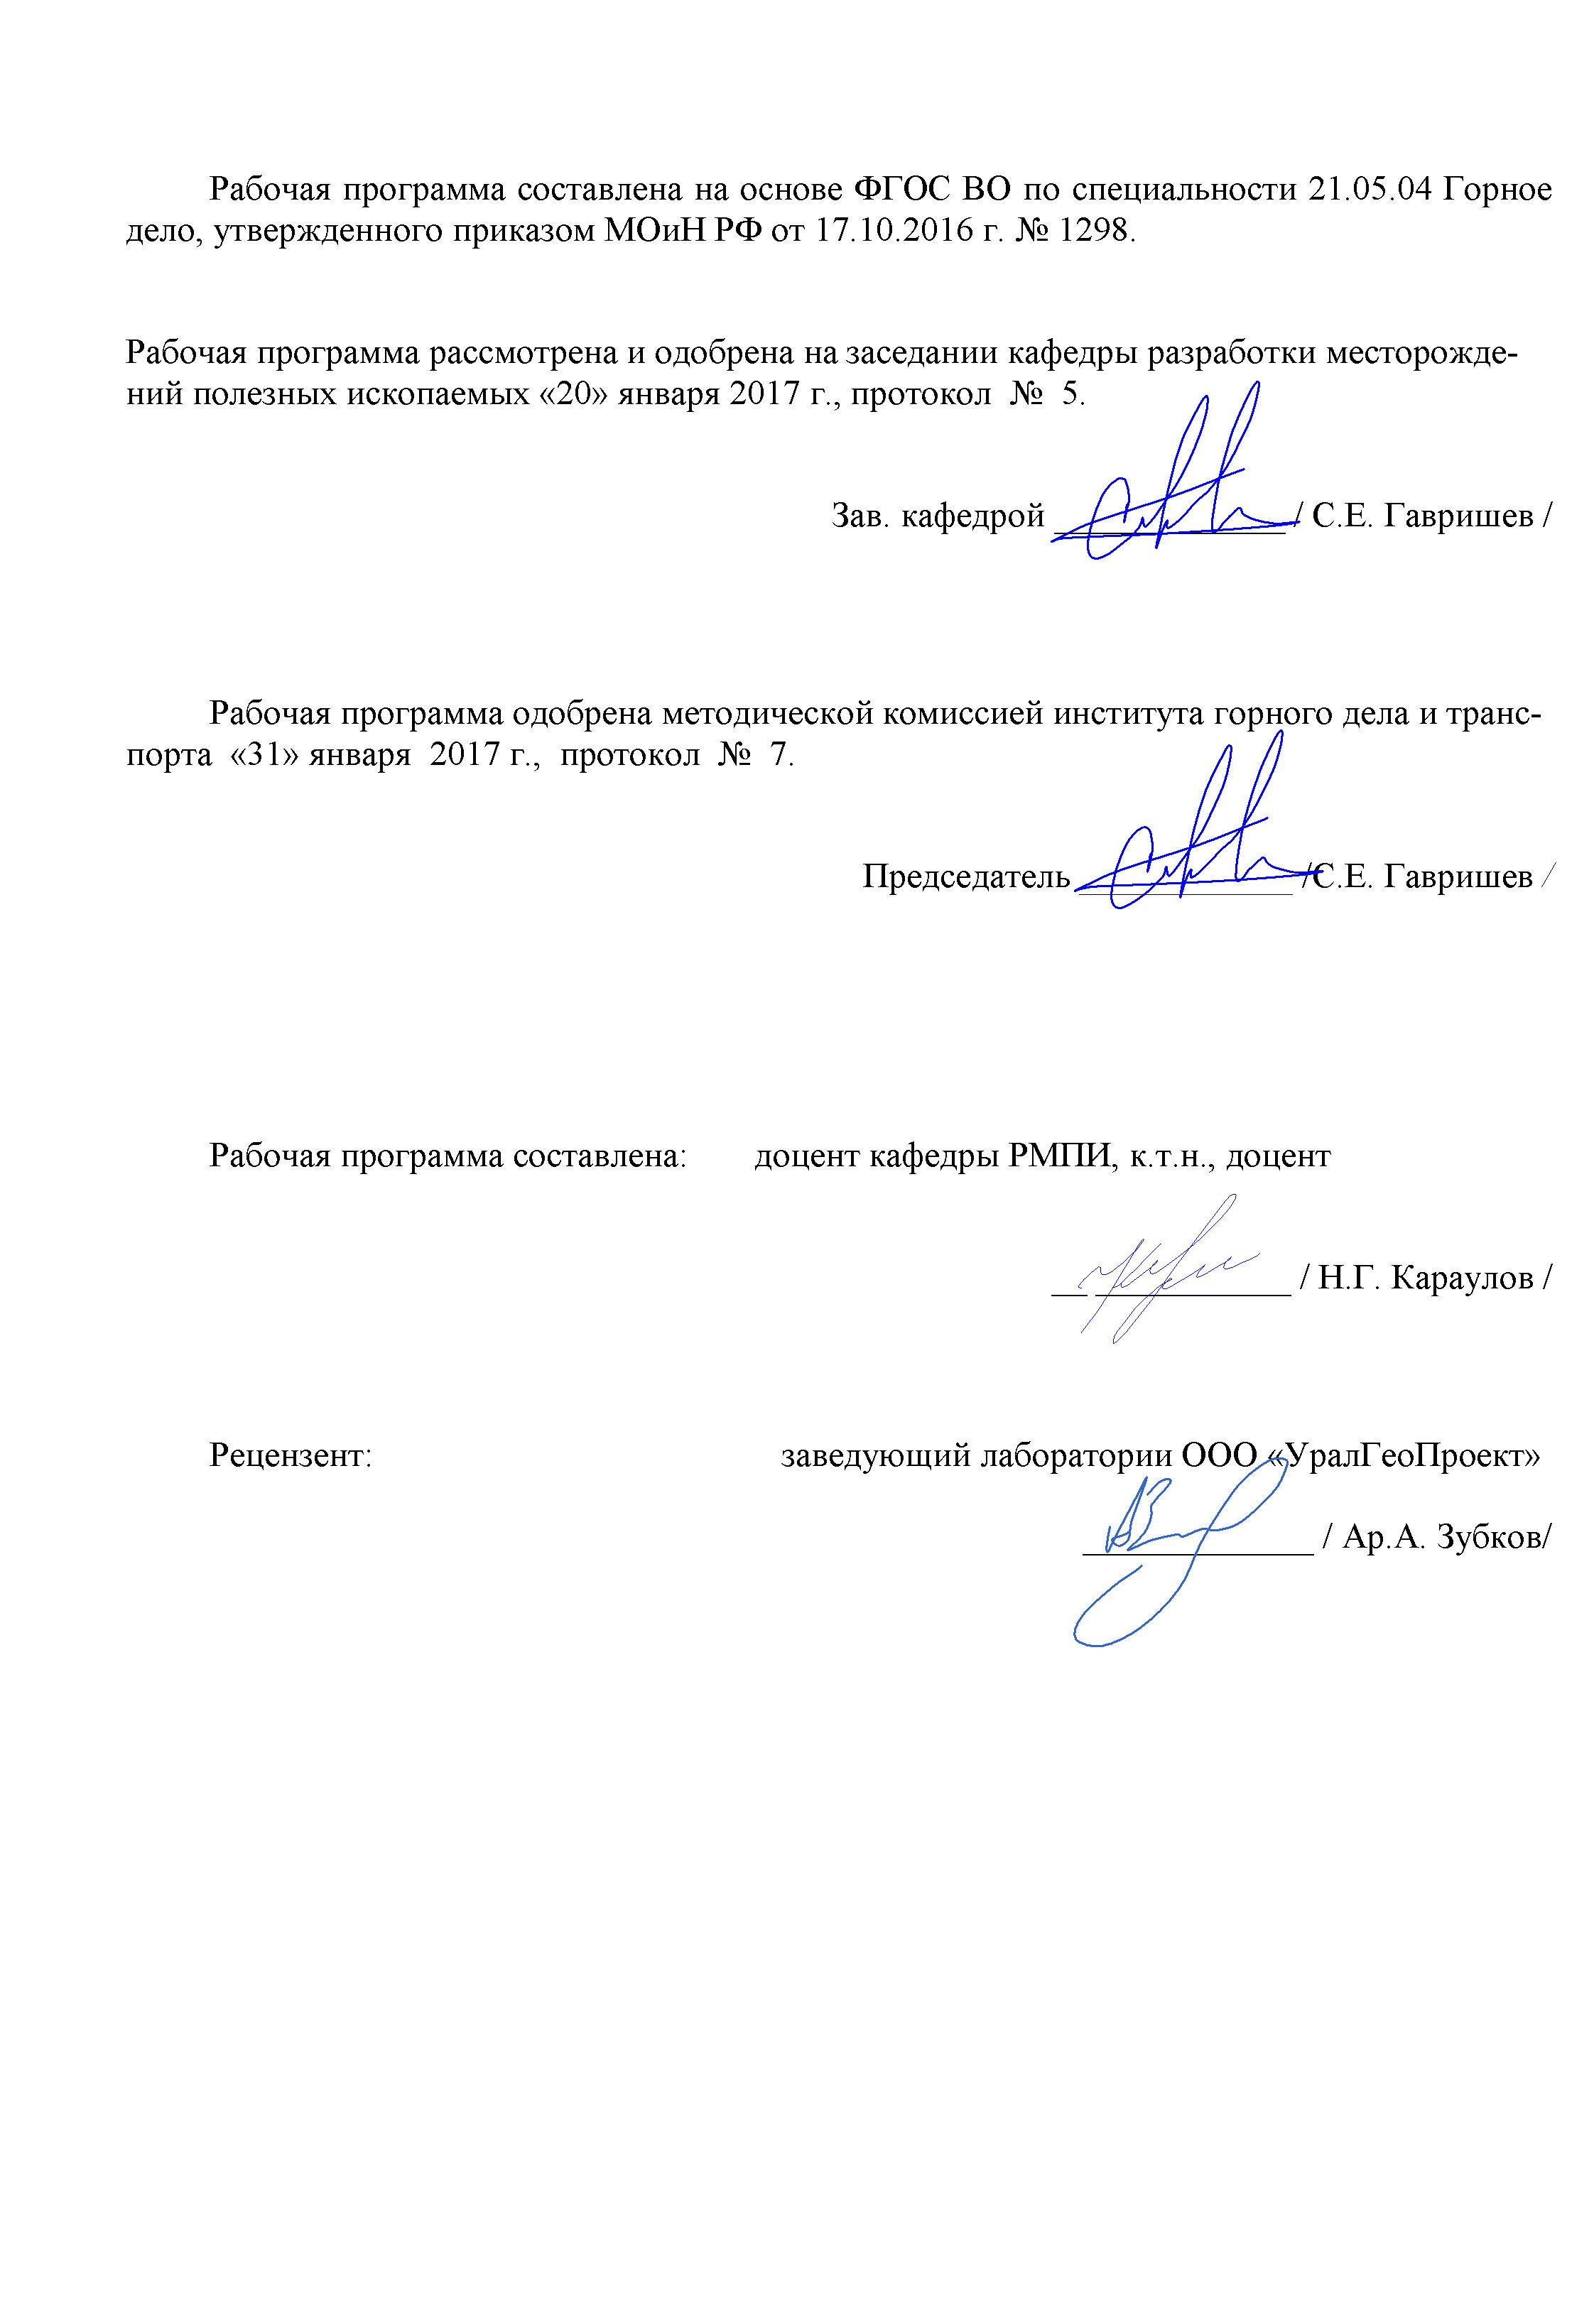 Рабочая программа составлена на основе ФГОС ВО по специальности 21.05.04 Горное
дело, утвержденного приказом МОиН РФ от 17.10.2016 г. № 1298.
Рабочая программа рассмотрена и одобрена на заседании кафедры разработки месторожде-
ний полезных ископаемых «20» января 2017 г., протокол № 5.
Зав. кафедрой / С.Е. Гавришев /
Рабочая программа одобрена методической комиссией института горного дела и транс-
порта «31» января 2017 г., протокол № 7.
Председатель /С.Е. Гавришев /
Рабочая программа составлена: доцент кафедры РМПИ, к.т.н., доцент
/ Н.Г. Караулов /
Рецензент: заведующий лаборатории ООО «УралГеоПроект»
/ Ар.А. Зубков/